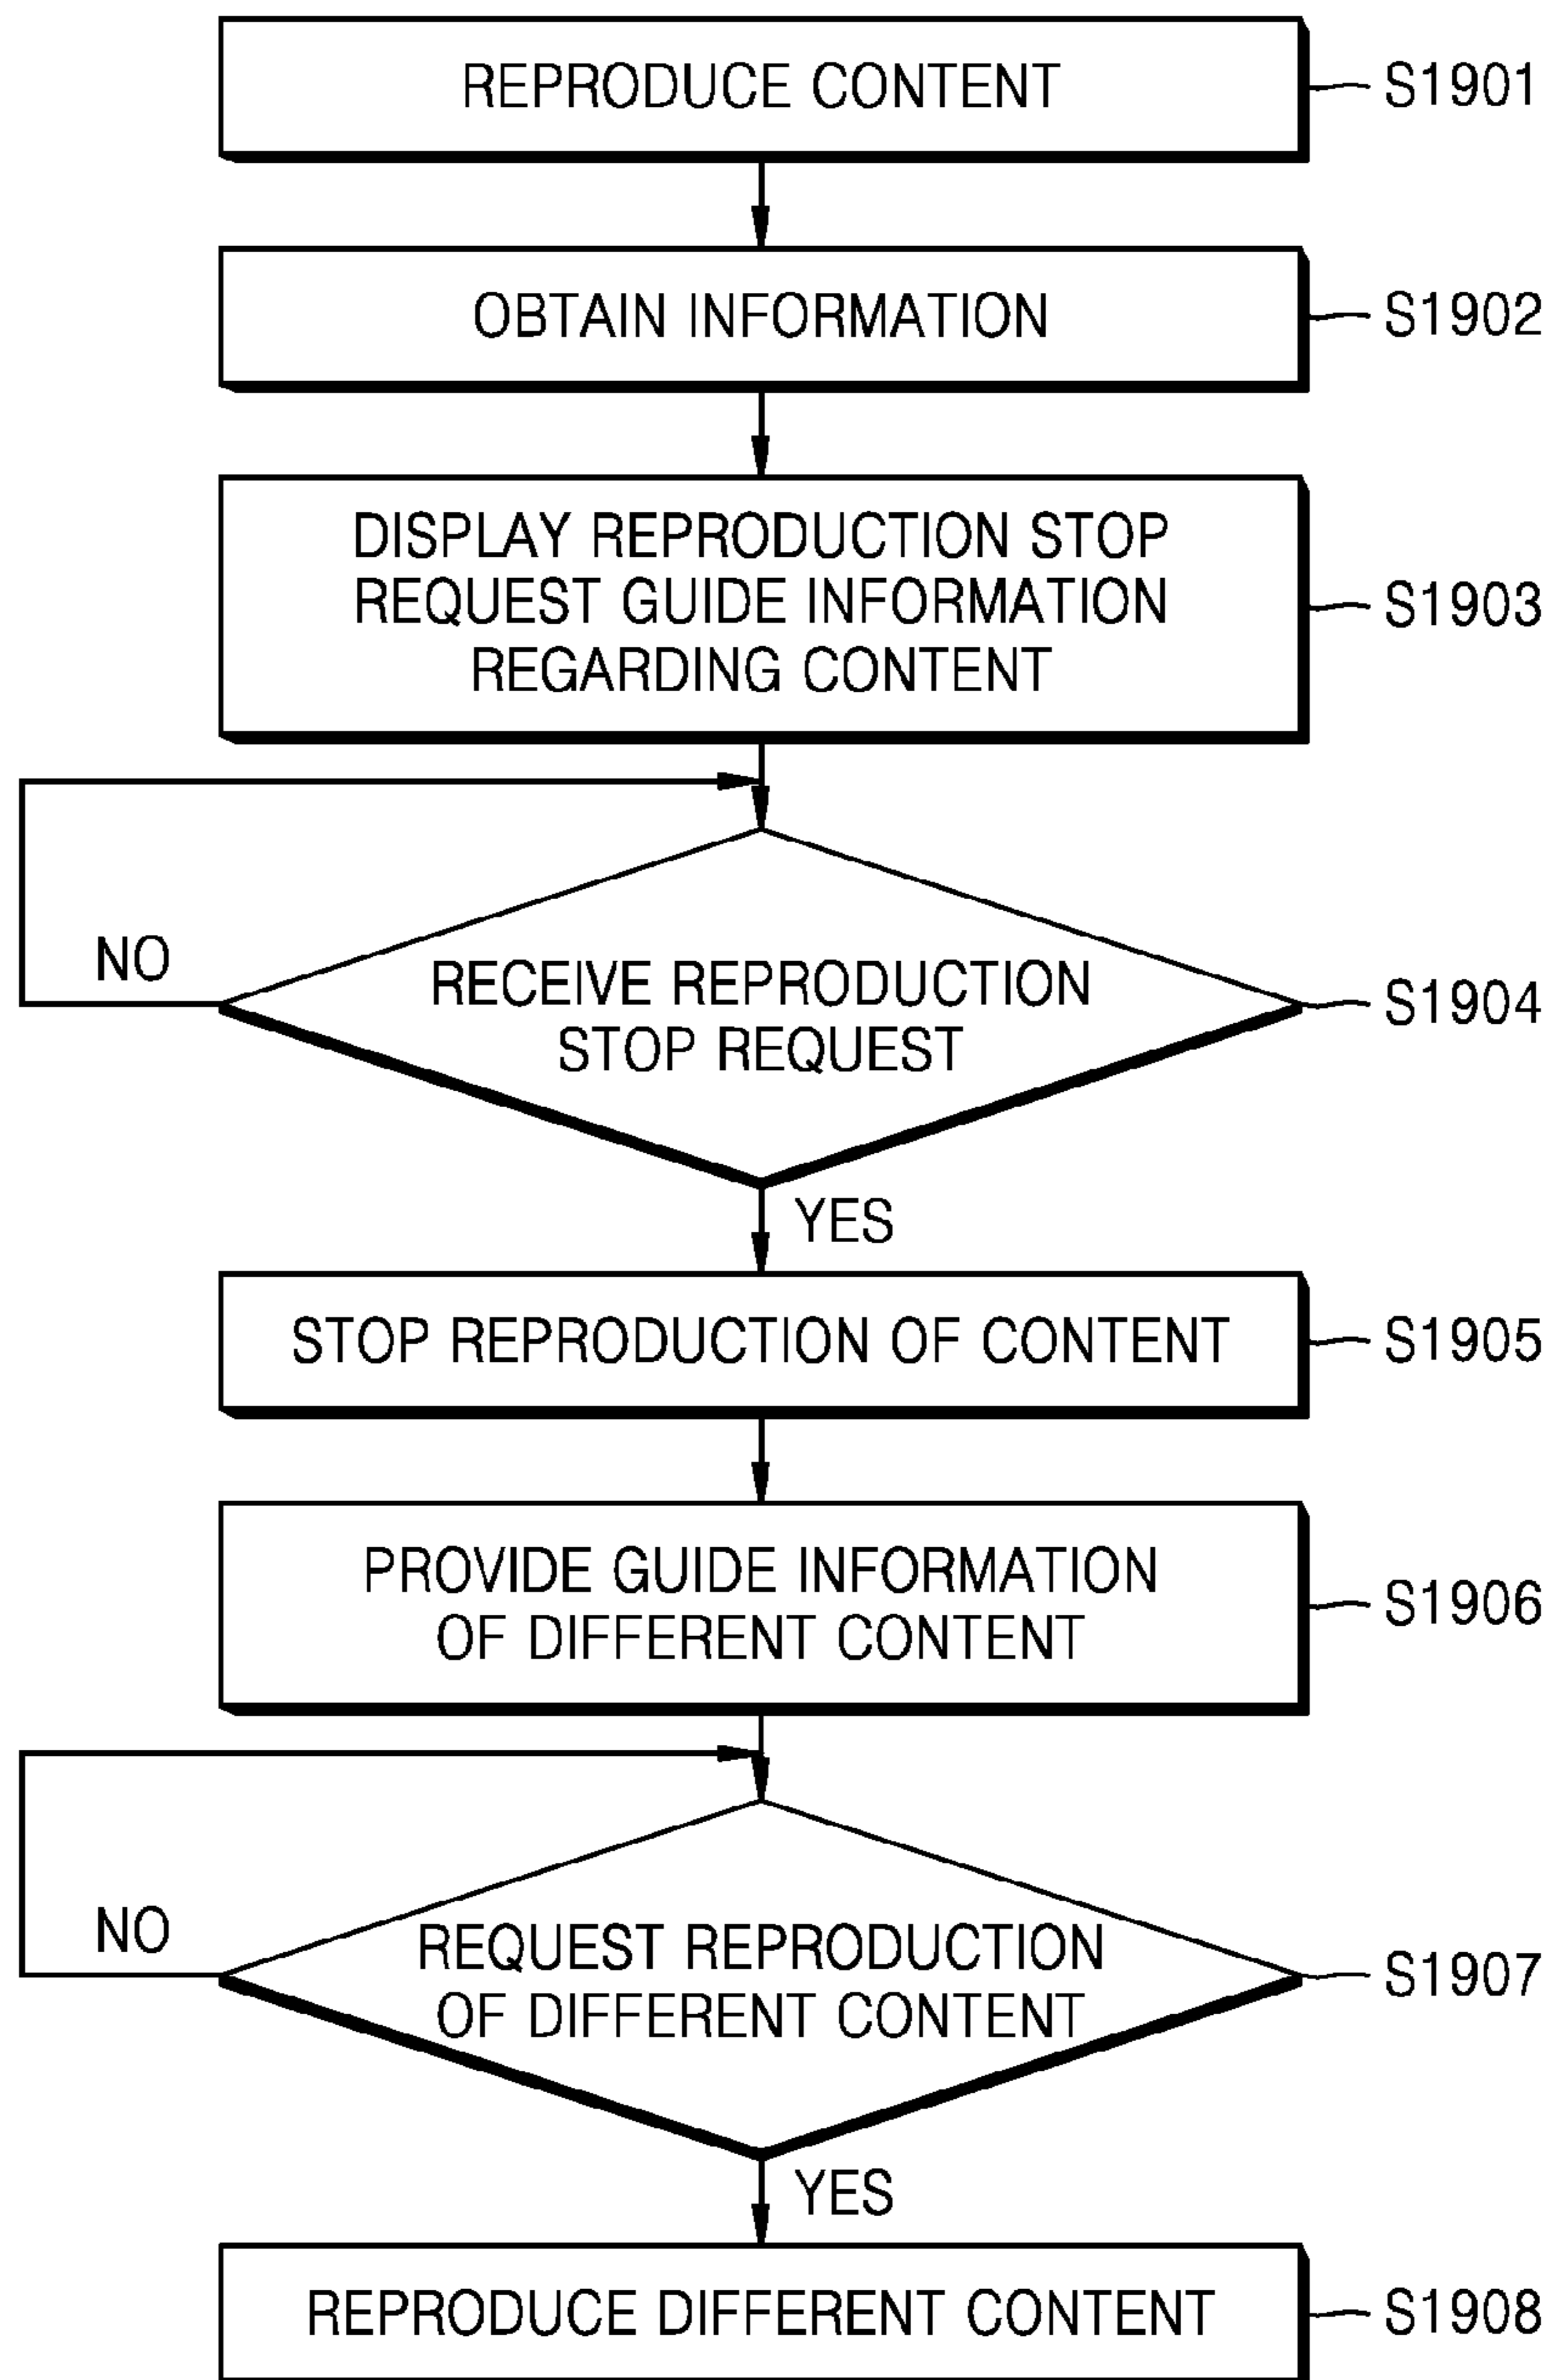 REPRODUCE CONTENT
S1901
OBTAIN INFORMATION
S1902
DISPLAY REPRODUCTION STOP
REQUEST GUIDE INFORMATION
REGARDING CONTENT
S1903
NO
RECEIVE REPRODUCTION
STOP REQUEST
S1904
YES
STOP REPRODUCTION OF CONTENT
S1905
PROVIDE GUIDE INFORMATION
OF DIFFERENT CONTENT
S1906
NO
REQUEST REPRODUCTION
OF DIFFERENT CONTENT
S1907
YES
REPRODUCE DIFFERENT CONTENT
S1908